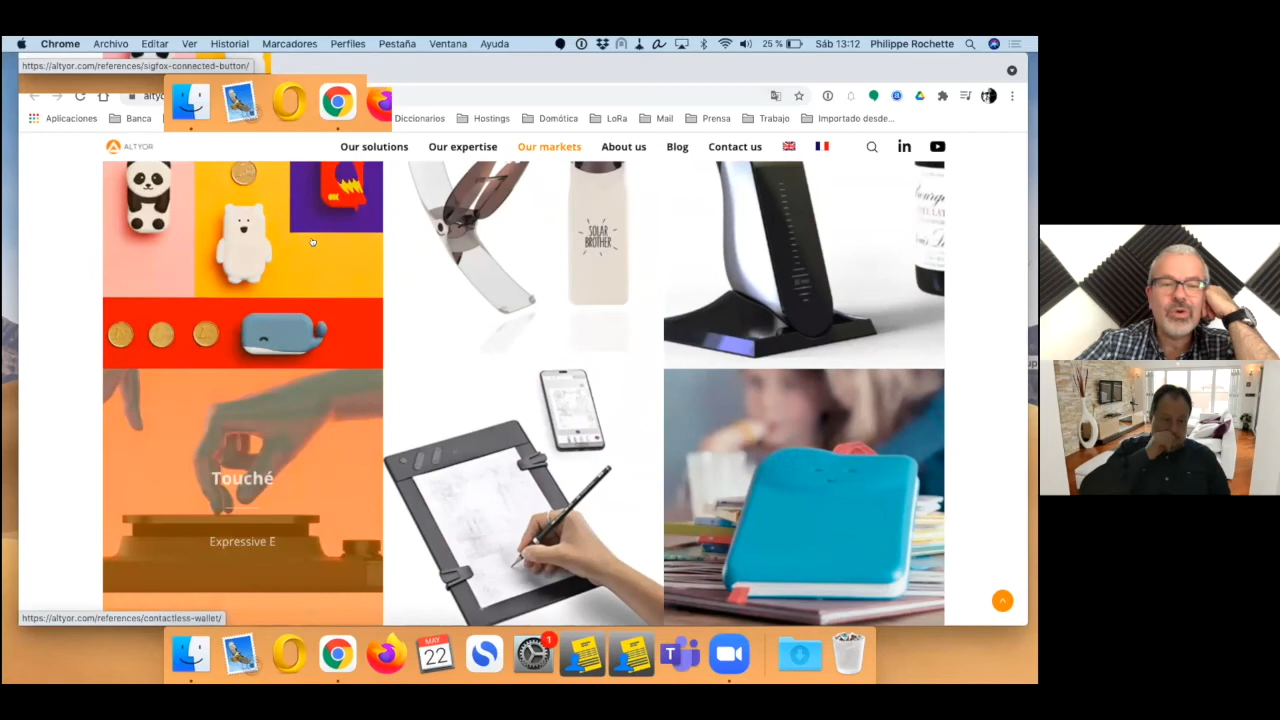 Chrome Archivo Editar Ver Historial Marcadores Perfiles Pestaña Ventana Ayuda 25 % Sáb 13:12 Philippe Rochette
https://altyor.com/references/sigfox-connected-button/
altyo
Aplicaciones Banca Diccionarios Hostings Domótica LoRa Mail Prensa Trabajo Importado desde...
ALTYOR Our solutions Our expertise Our markets About us Blog Contact us
SOLAR
BROTHER
Touché
Expressive E
https://altyor.com/references/contactless-wallet/
MAY
22
1
T